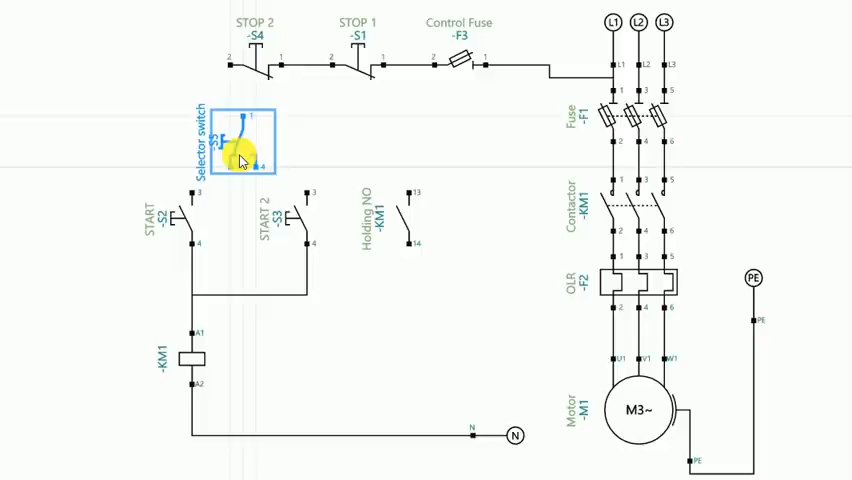 STOP 2
-S4
STOP 1
-S1
Control Fuse
-F3
L1
L2
L3
2
1
2
1
2
1
L1
L2
L3
1
3
5
Fuse
-F1
2
4
6
Selector switch
-S5
1
4
START
-S2
3
4
START 2
-S3
3
4
Holding NO
-KM1
13
14
Contactor
-KM1
1
3
5
2
4
6
OLR
-F2
1
3
5
2
4
6
PE
PE
-KM1
A1
A2
N
N
Motor
-M1
U1
V1
W1
M3~
PE